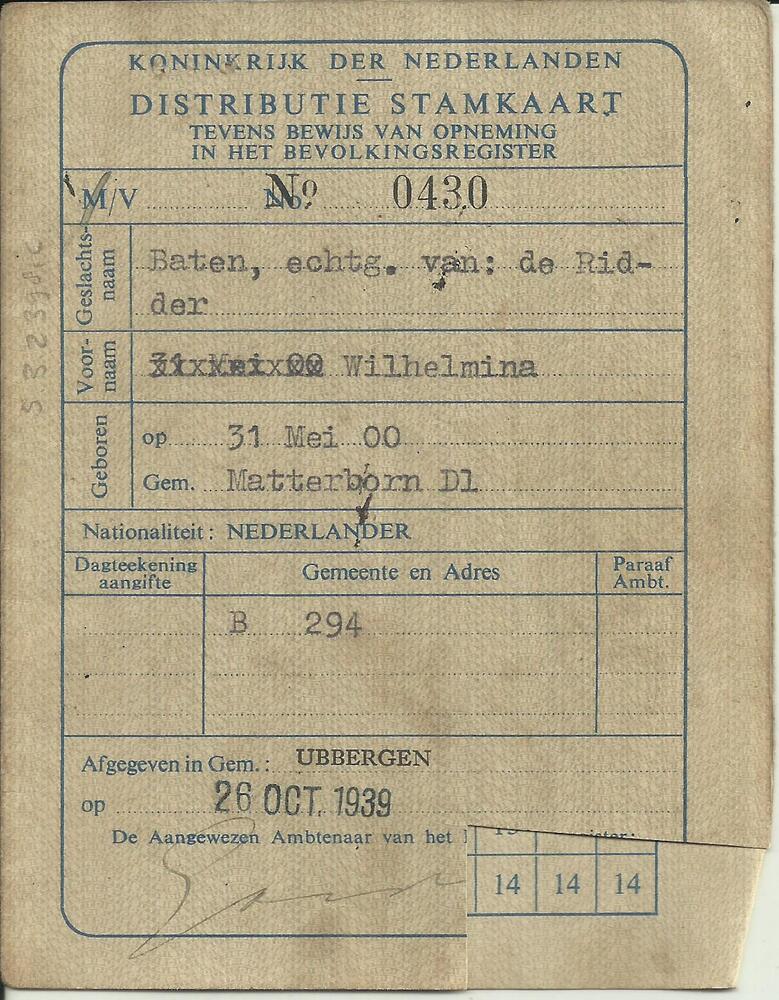 KONINKRIJK DER NEDERLANDEN
DISTRIBUTIE STAMKAART
TEVENS BEWIJS VAN OPNEMING
IN HET BEVOLKINGSREGISTER
M/V No. 0430
Geslachts-
naam
Baten, echtg. van: de Rid-
der
Voor-
naam
31 Mei 00 Wilhelmina
Geboren
op 31 Mei 00
Gem. Matterborn Dl
Nationaliteit: NEDERLANDER
Dagteekening
aangifte
Gemeente en Adres
Paraaf
Ambt.
B 294
Afgegeven in Gem.: UBBERGEN
op 26 OCT. 1939
De Aangewezen Ambtenaar van het
14 14 14